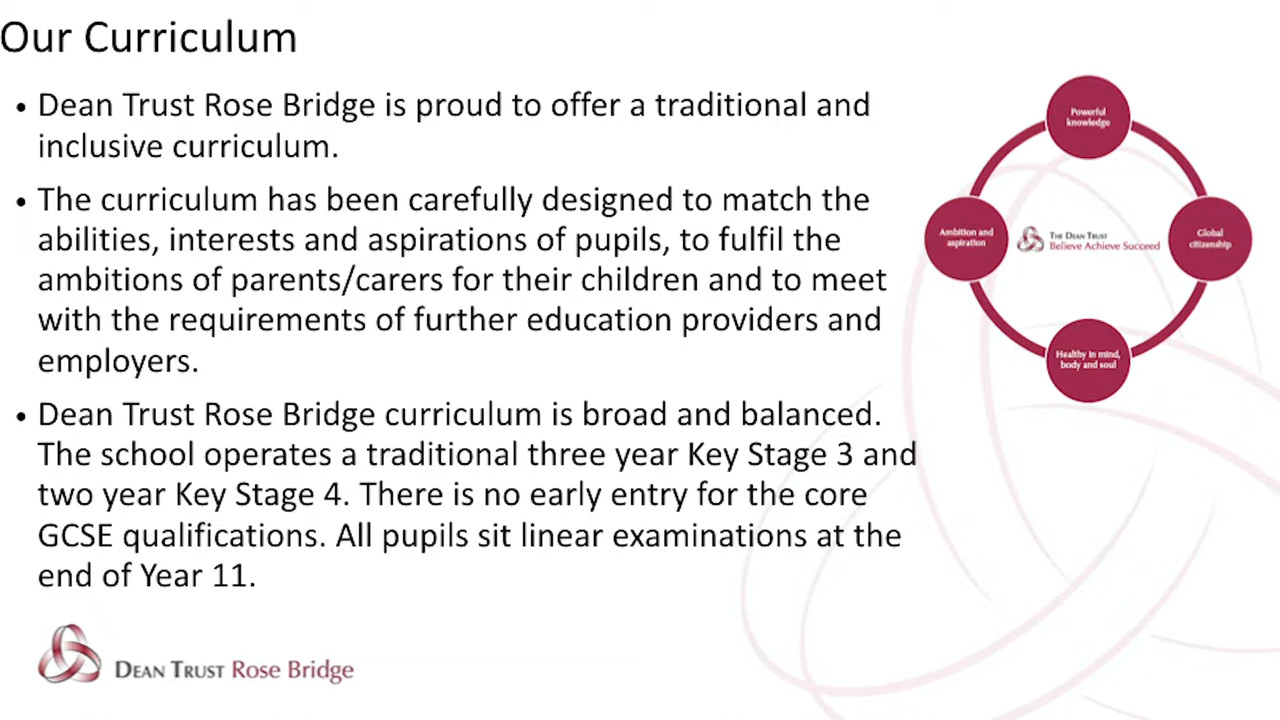 Our Curriculum
• Dean Trust Rose Bridge is proud to offer a traditional and
inclusive curriculum.
• The curriculum has been carefully designed to match the
abilities, interests and aspirations of pupils, to fulfil the
ambitions of parents/carers for their children and to meet
with the requirements of further education providers and
employers.
• Dean Trust Rose Bridge curriculum is broad and balanced.
The school operates a traditional three year Key Stage 3 and
two year Key Stage 4. There is no early entry for the core
GCSE qualifications. All pupils sit linear examinations at the
end of Year 11.
Powerful
knowledge
Ambition and
aspiration
THE DEAN TRUST
Believe Achieve Succeed
Global
citizenship
Healthy in mind,
body and soul
DEAN TRUST Rose Bridge